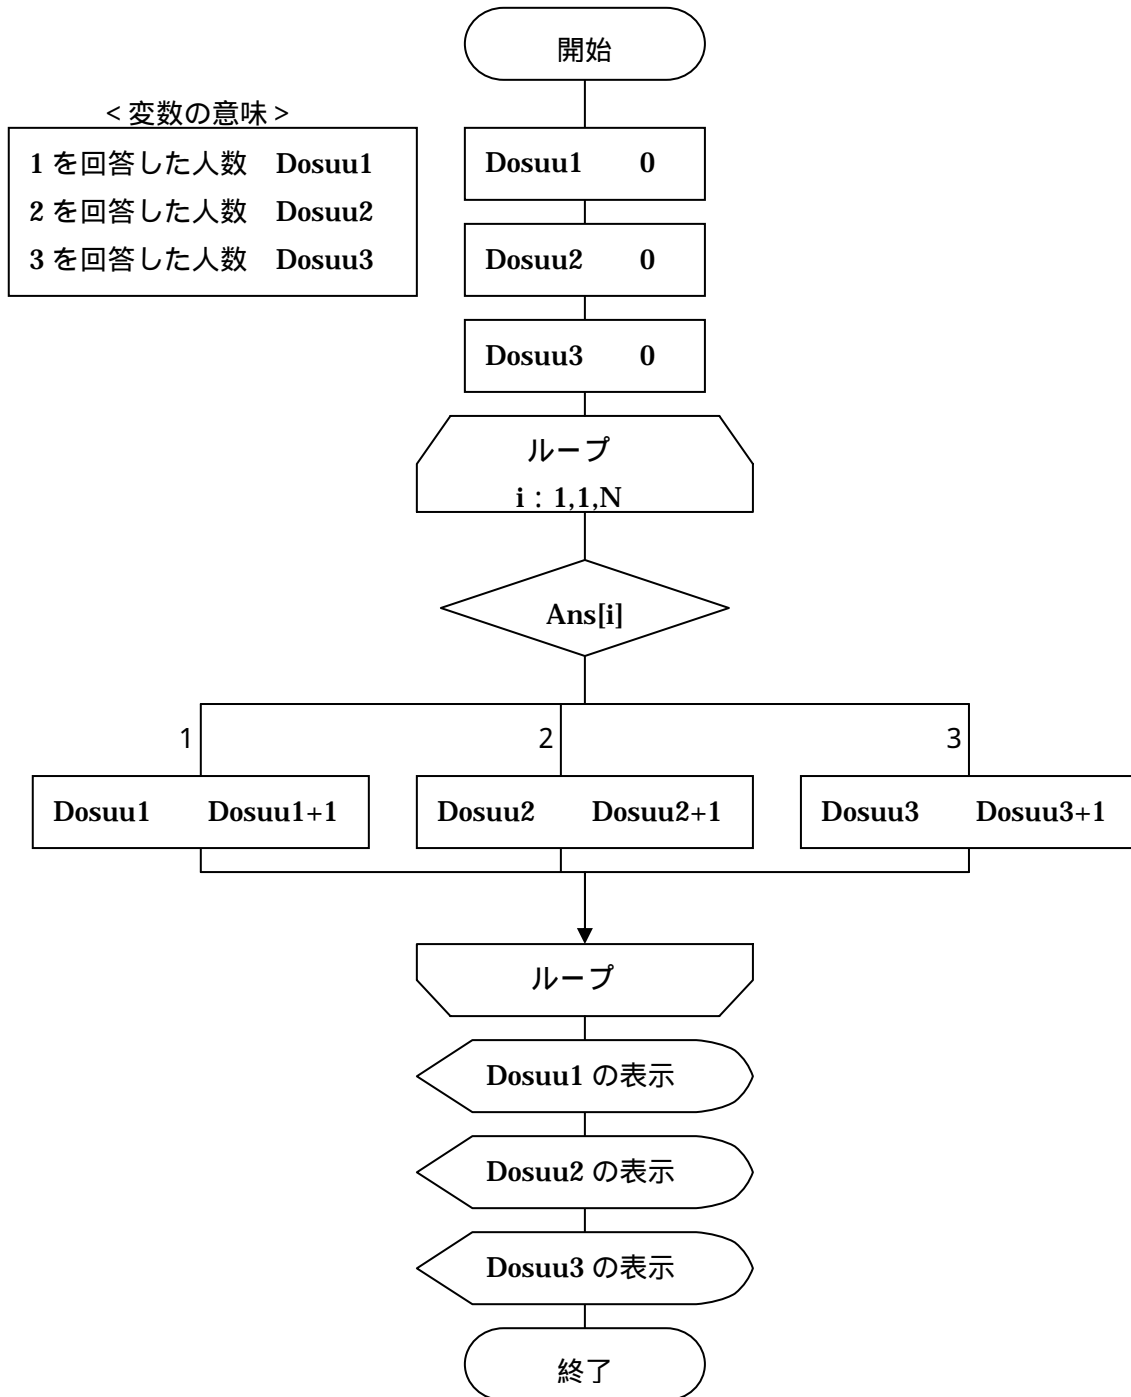 開始
<変数の意味>
1 を回答した人数 Dosuu1
2 を回答した人数 Dosuu2
3 を回答した人数 Dosuu3
Dosuu1 0
Dosuu2 0
Dosuu3 0
ループ
i：1,1,N
Ans[i]
1
2
3
Dosuu1 Dosuu1+1
Dosuu2 Dosuu2+1
Dosuu3 Dosuu3+1
ループ
Dosuu1 の表示
Dosuu2 の表示
Dosuu3 の表示
終了